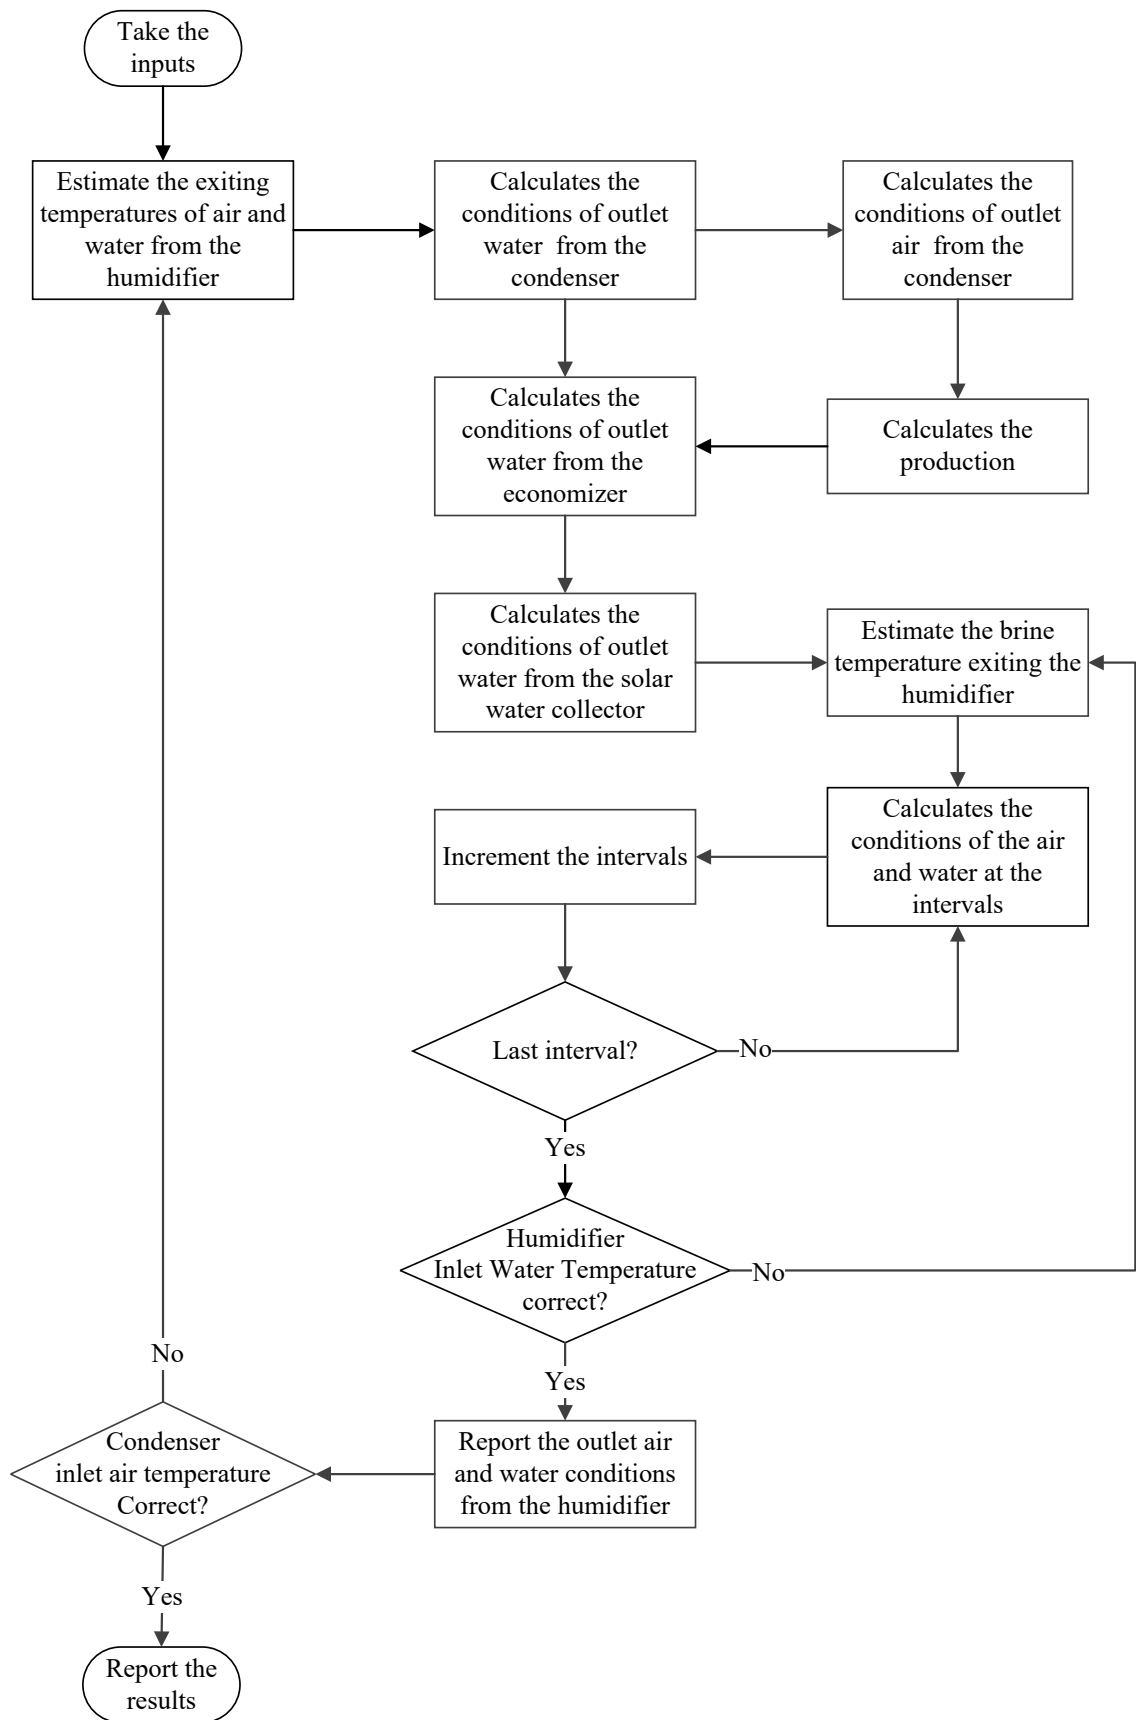 Take the
inputs
Estimate the exiting
temperatures of air and
water from the
humidifier
Calculates the
conditions of outlet
water from the
condenser
Calculates the
conditions of outlet
air from the
condenser
Calculates the
conditions of outlet
water from the
economizer
Calculates the
production
Calculates the
conditions of outlet
water from the solar
water collector
Estimate the brine
temperature exiting the
humidifier
Calculates the
conditions of the air
and water at the
intervals
Increment the intervals
Last interval?
No
Yes
Humidifier
Inlet Water Temperature
correct?
No
Yes
Report the outlet air
and water conditions
from the humidifier
No
Condenser
inlet air temperature
Correct?
Yes
Report the
results